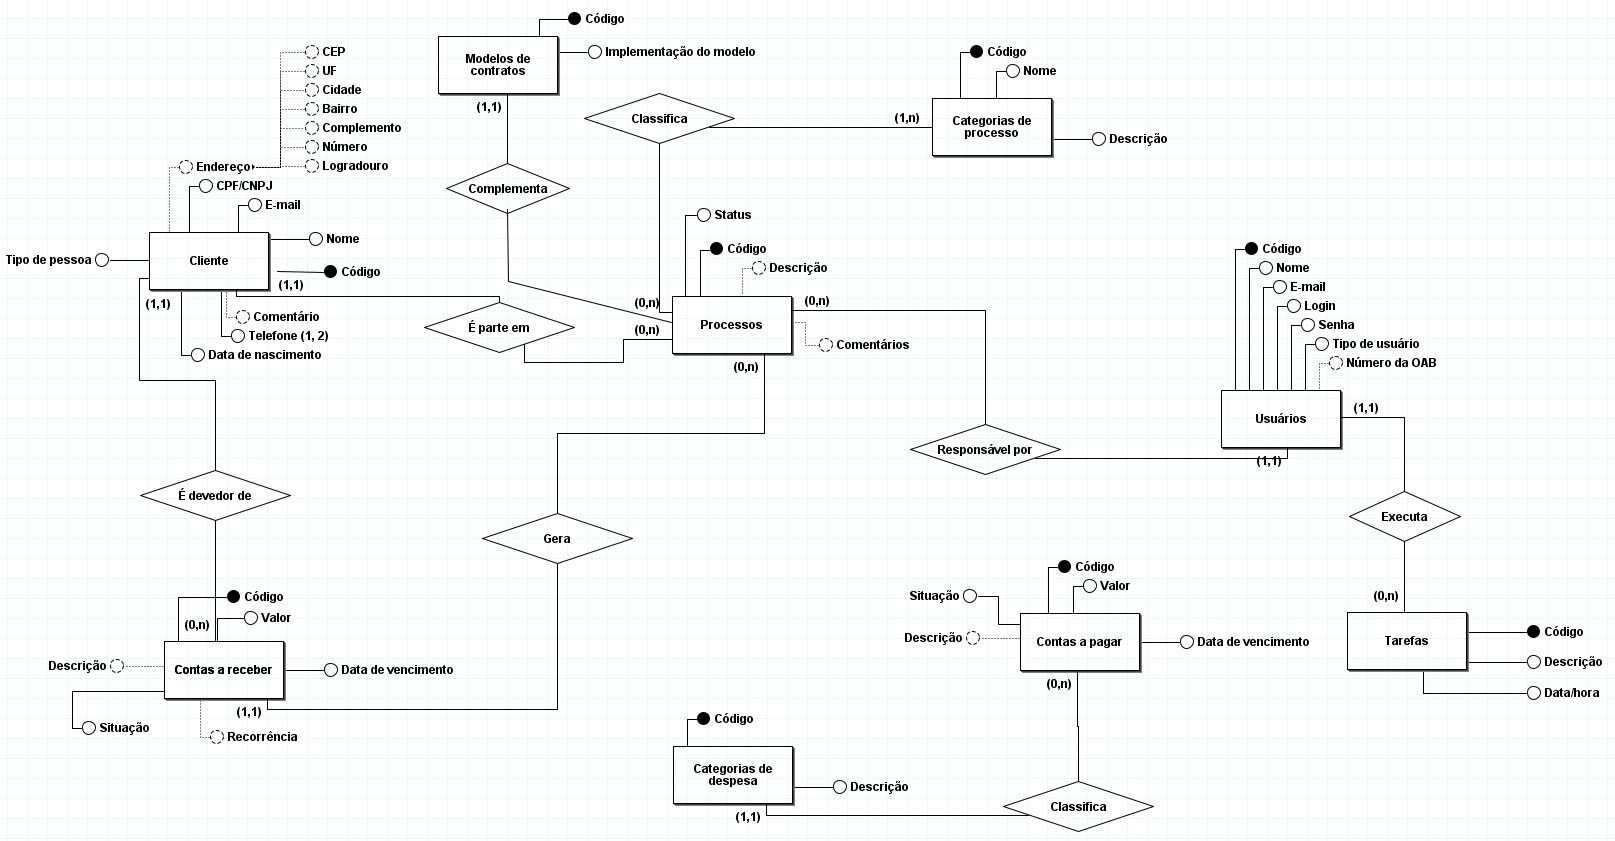 Código
Implementação do modelo
Modelos de
contratos
(1,1)
CEP
UF
Cidade
Bairro
Complemento
Número
Logradouro
Endereço
CPF/CNPJ
E-mail
Nome
Tipo de pessoa
Cliente
Código
(1,1)
(1,1)
Comentário
Telefone (1, 2)
Data de nascimento
Complementa
Classifica
(1,n)
Código
Nome
Categorias de
processo
Descrição
Status
Código
Descrição
(0,n)
(0,n)
(0,n)
Processos
Comentários
(0,n)
É parte em
Código
Nome
E-mail
Login
Senha
Tipo de usuário
Número da OAB
Usuários
(1,1)
(1,1)
Responsável por
Executa
É devedor de
Gera
Código
Valor
(0,n)
Descrição
Contas a receber
Data de vencimento
(1,1)
Situação
Recorrência
Código
Valor
Situação
Descrição
Contas a pagar
Data de vencimento
(0,n)
(0,n)
Tarefas
Código
Descrição
Data/hora
Código
Categorias de
despesa
Descrição
(1,1)
Classifica